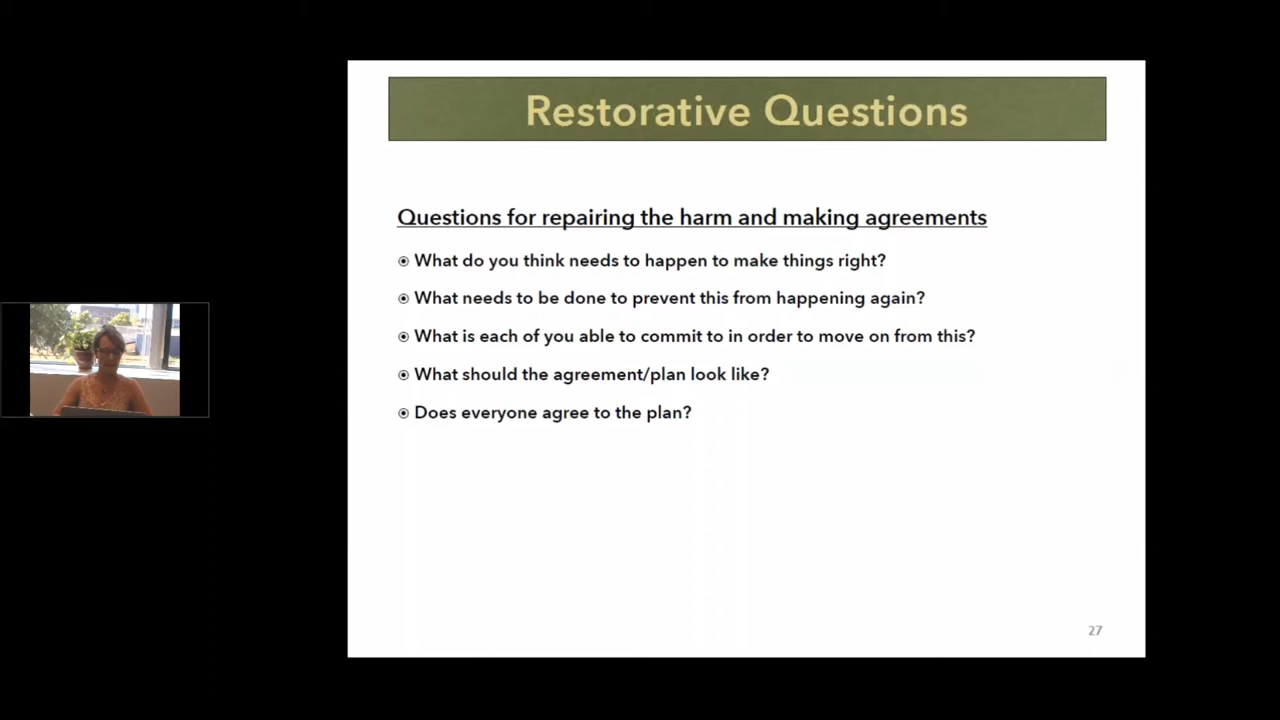 Restorative Questions
Questions for repairing the harm and making agreements
What do you think needs to happen to make things right?
What needs to be done to prevent this from happening again?
What is each of you able to commit to in order to move on from this?
What should the agreement/plan look like?
Does everyone agree to the plan?
27